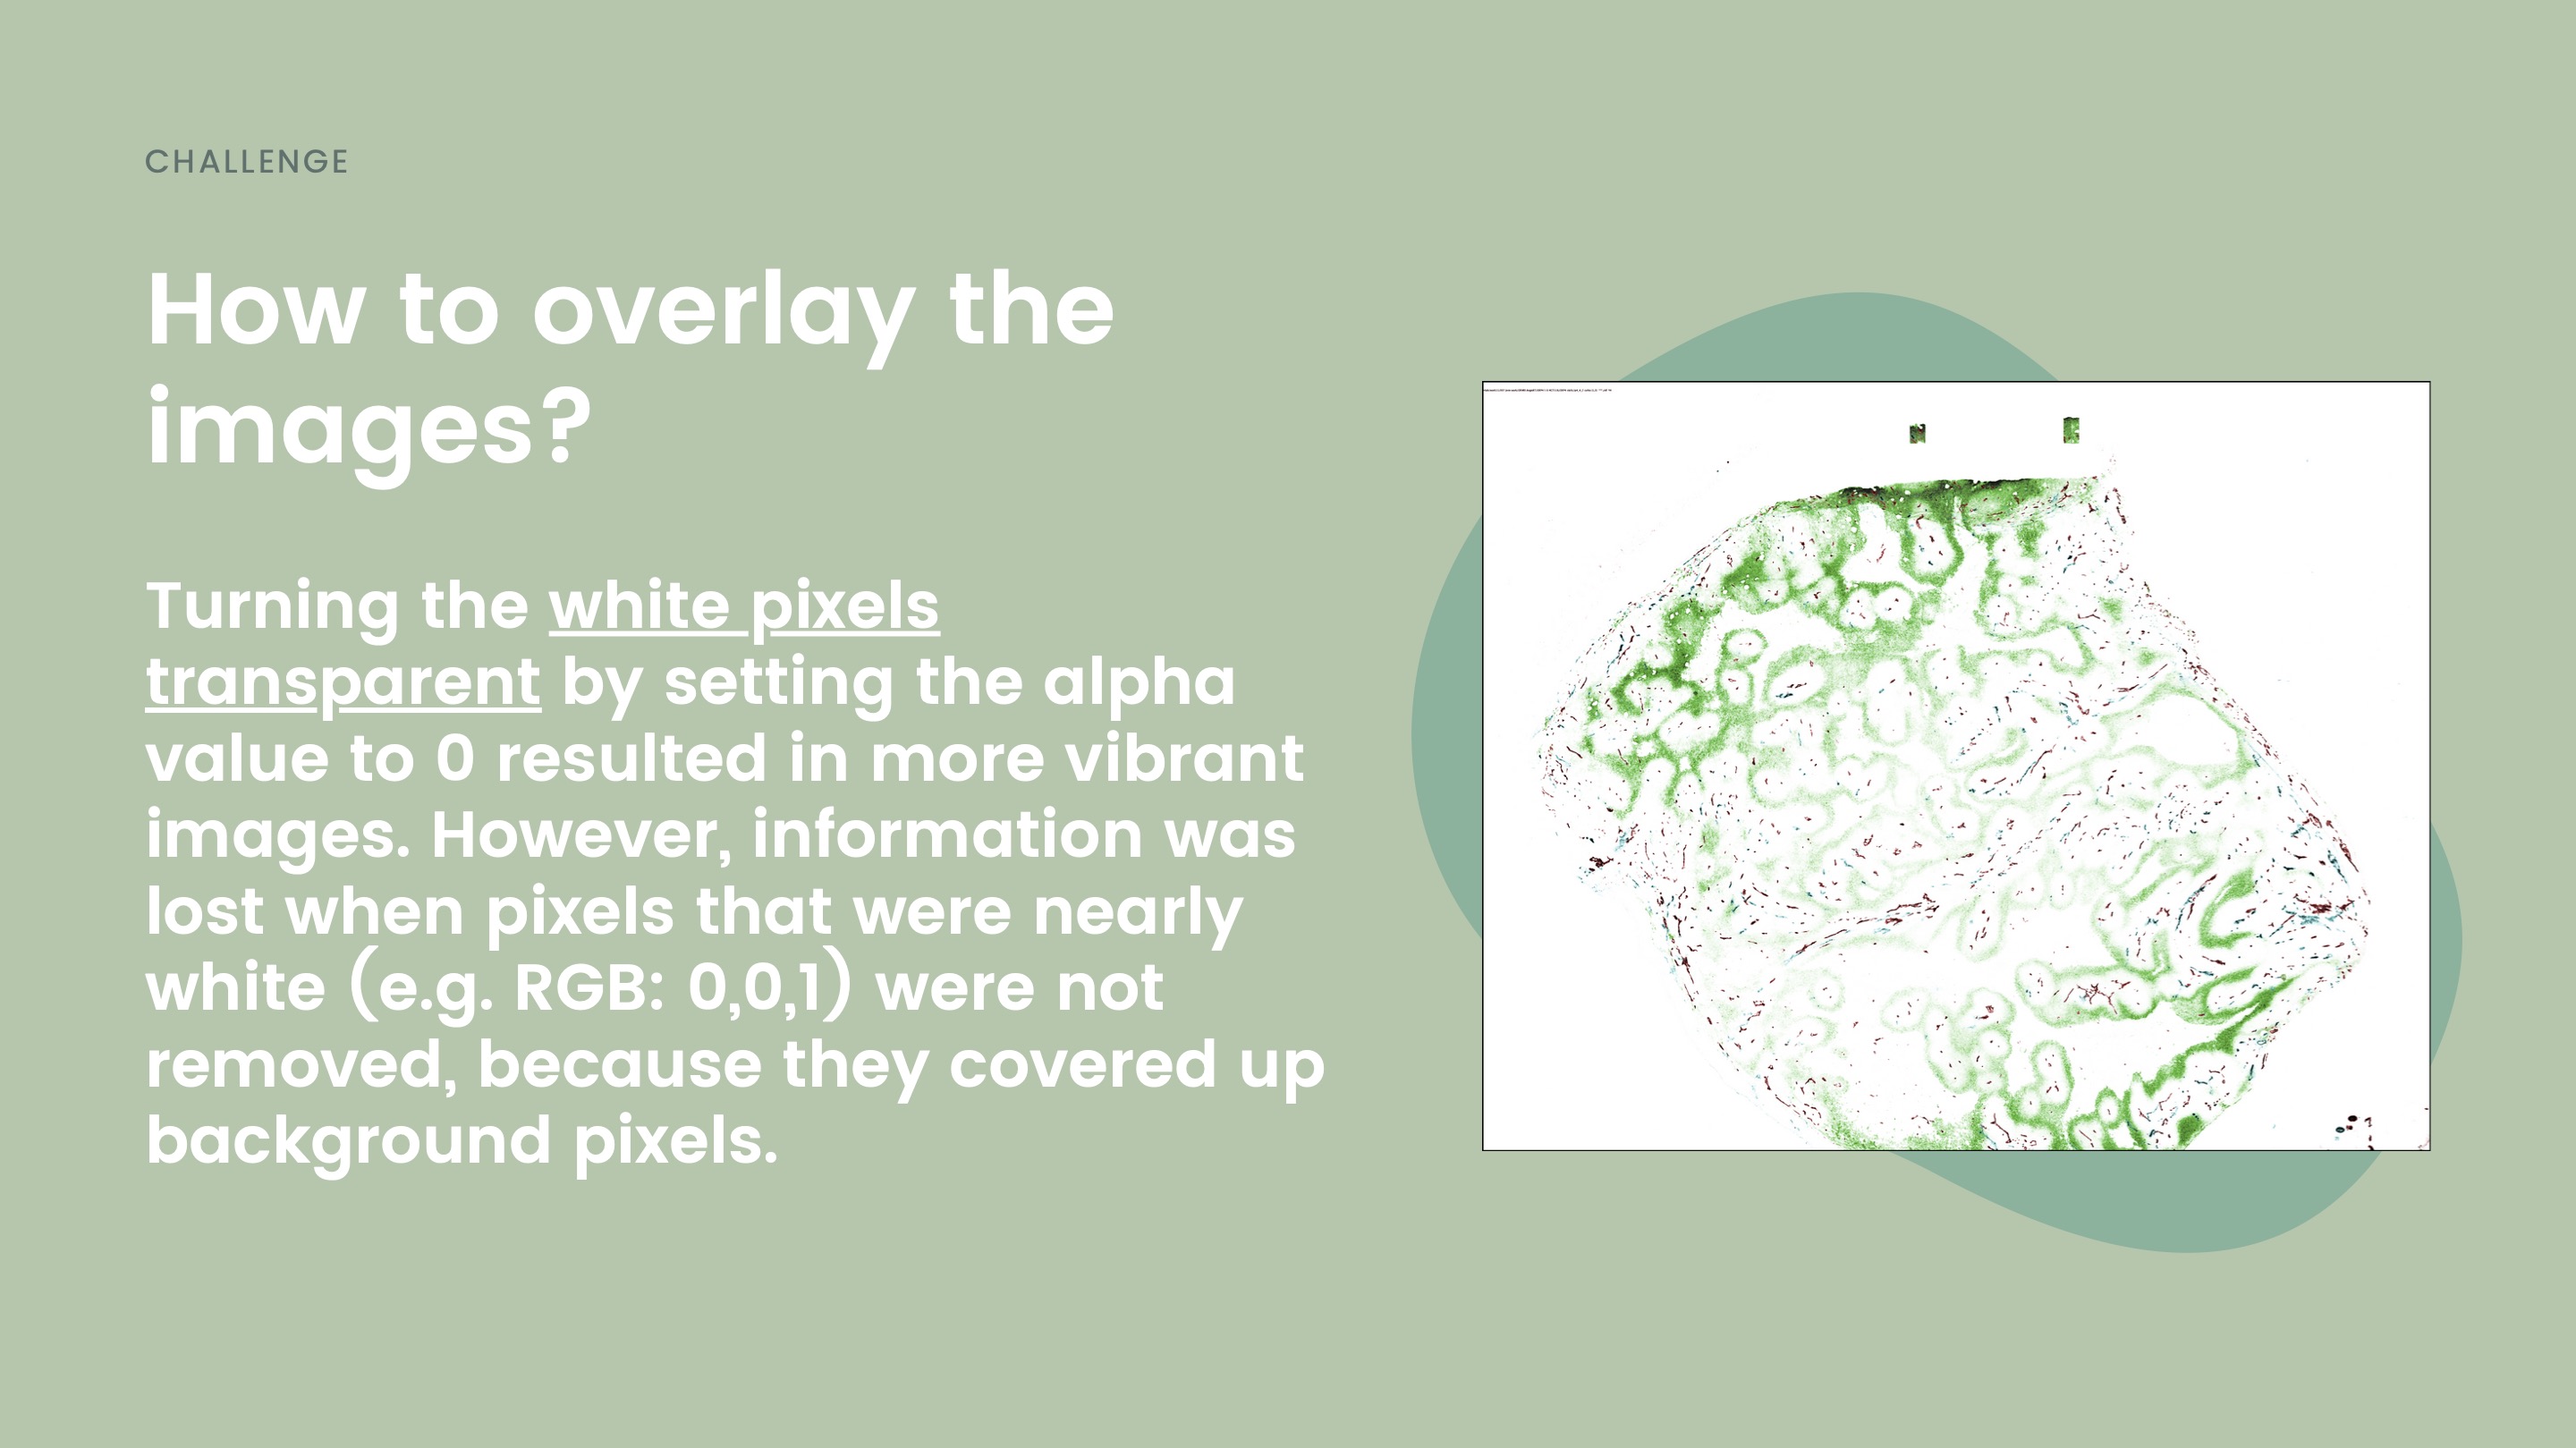 CHALLENGE
How to overlay the
images?
Turning the white pixels
transparent by setting the alpha
value to 0 resulted in more vibrant
images. However, information was
lost when pixels that were nearly
white (e.g. RGB: 0,0,1) were not
removed, because they covered up
background pixels.